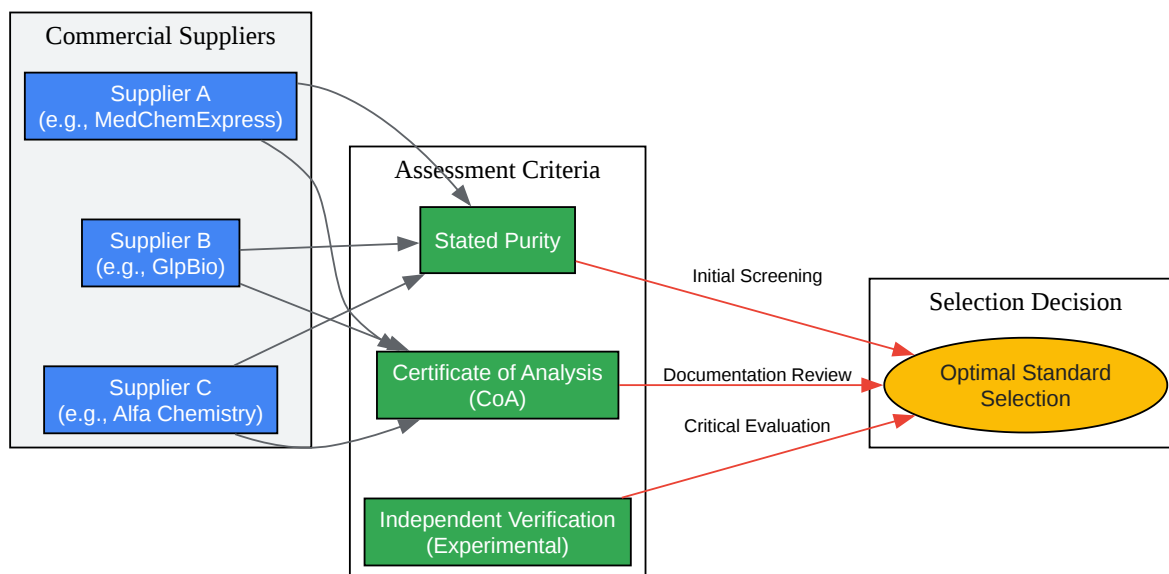 Commercial Suppliers
Supplier A
(e.g., MedChemExpress)
Supplier B
(e.g., GlpBio)
Supplier C
(e.g., Alfa Chemistry)
Assessment Criteria
Stated Purity
Certificate of Analysis
(CoA)
Independent Verification
(Experimental)
Initial Screening
Documentation Review
Critical Evaluation
Selection Decision
Optimal Standard
Selection